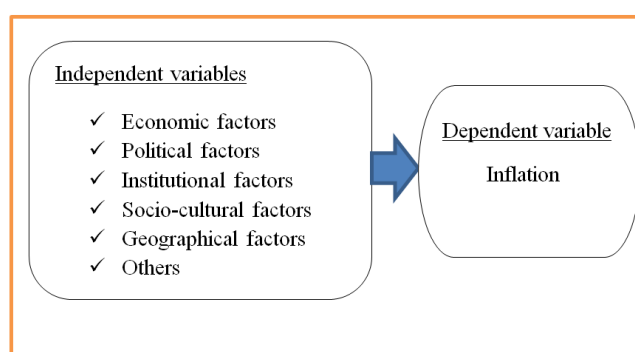 Independent variables
✓ Economic factors
✓ Political factors
✓ Institutional factors
✓ Socio-cultural factors
✓ Geographical factors
✓ Others
Dependent variable
Inflation